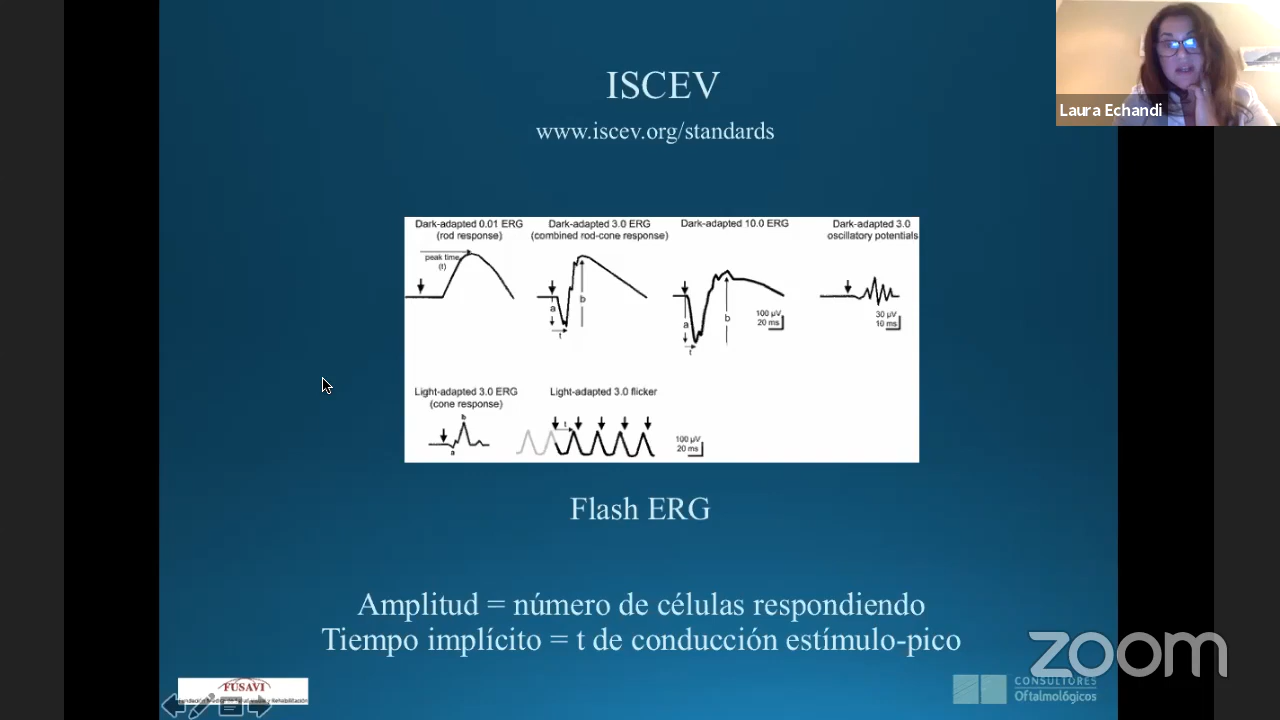 ISCEV
www.iscev.org/standards
Laura Echandi
Dark-adapted 0.01 ERG
(rod response)
peak time
(t)
Dark-adapted 3.0 ERG
(combined rod-cone response)
a
b
t
Dark-adapted 10.0 ERG
a
b
t
100 µV
20 ms
Dark-adapted 3.0
oscillatory potentials
30 µV
10 ms
Light-adapted 3.0 ERG
(cone response)
b
a
Light-adapted 3.0 flicker
t
100 µV
20 ms
Flash ERG
Amplitud = número de células respondiendo
Tiempo implícito = t de conducción estímulo-pico
zoom
FUSAVI
CONSULTORES
Oftalmológicos